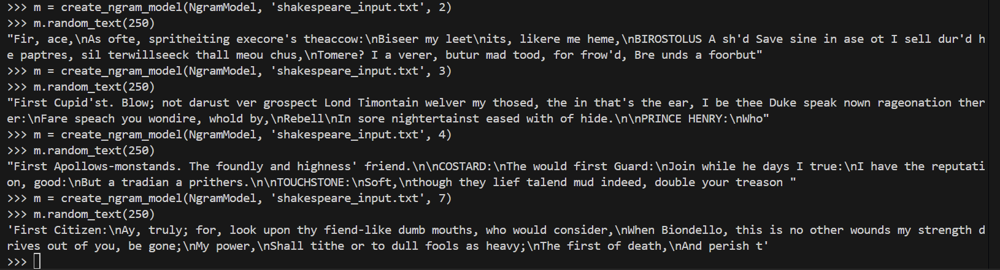 >>> m = create_ngram_model(NgramModel, 'shakespeare_input.txt', 2)
>>> m.random_text(250)
"Fir, ace,\nAs ofte, spritheiting execore's theaccow:\nBiseer my leet\nits, likere me heme,\nBIROSTOLUS A sh'd Save sine in ase ot I sell dur'd h
e paptres, sil terwillseeck thall meou chus,\nTomere? I a verer, butur mad tood, for frow'd, Bre unds a foorbut"
>>> m = create_ngram_model(NgramModel, 'shakespeare_input.txt', 3)
>>> m.random_text(250)
"First Cupid'st. Blow; not darust ver grospect Lond Timontain welver my thosed, the in that's the ear, I be thee Duke speak nown rageonation ther
er:\nFare speach you wondire, whold by,\nRebell\nIn sore nightertainst eased with of hide.\n\nPRINCE HENRY:\nWho"
>>> m = create_ngram_model(NgramModel, 'shakespeare_input.txt', 4)
>>> m.random_text(250)
"First Apollows-monstands. The foundly and highness' friend.\n\nCOSTARD:\nThe would first Guard:\nJoin while he days I true:\nI have the reputati
on, good:\nBut a tradian a prithers.\n\nTOUCHSTONE:\nSoft,\nthough they lief talend mud indeed, double your treason "
>>> m = create_ngram_model(NgramModel, 'shakespeare_input.txt', 7)
>>> m.random_text(250)
'First Citizen:\nAy, truly; for, look upon thy fiend-like dumb mouths, who would consider,\nWhen Biondello, this is no other wounds my strength d
rives out of you, be gone;\nMy power,\nShall tithe or to dull fools as heavy;\nThe first of death,\nAnd perish t'
>>>